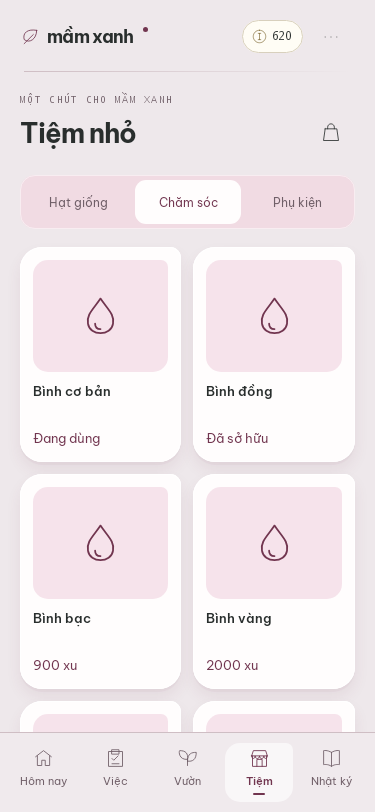 mầm xanh
620
MỘT CHÚT CHO MẦM XANH
Tiệm nhỏ
Hạt giống
Chăm sóc
Phụ kiện
Bình cơ bản
Bình đồng
Đang dùng
Đã sở hữu
Bình bạc
Bình vàng
900 xu
2000 xu
Hôm nay
Việc
Vườn
Tiệm
Nhật ký